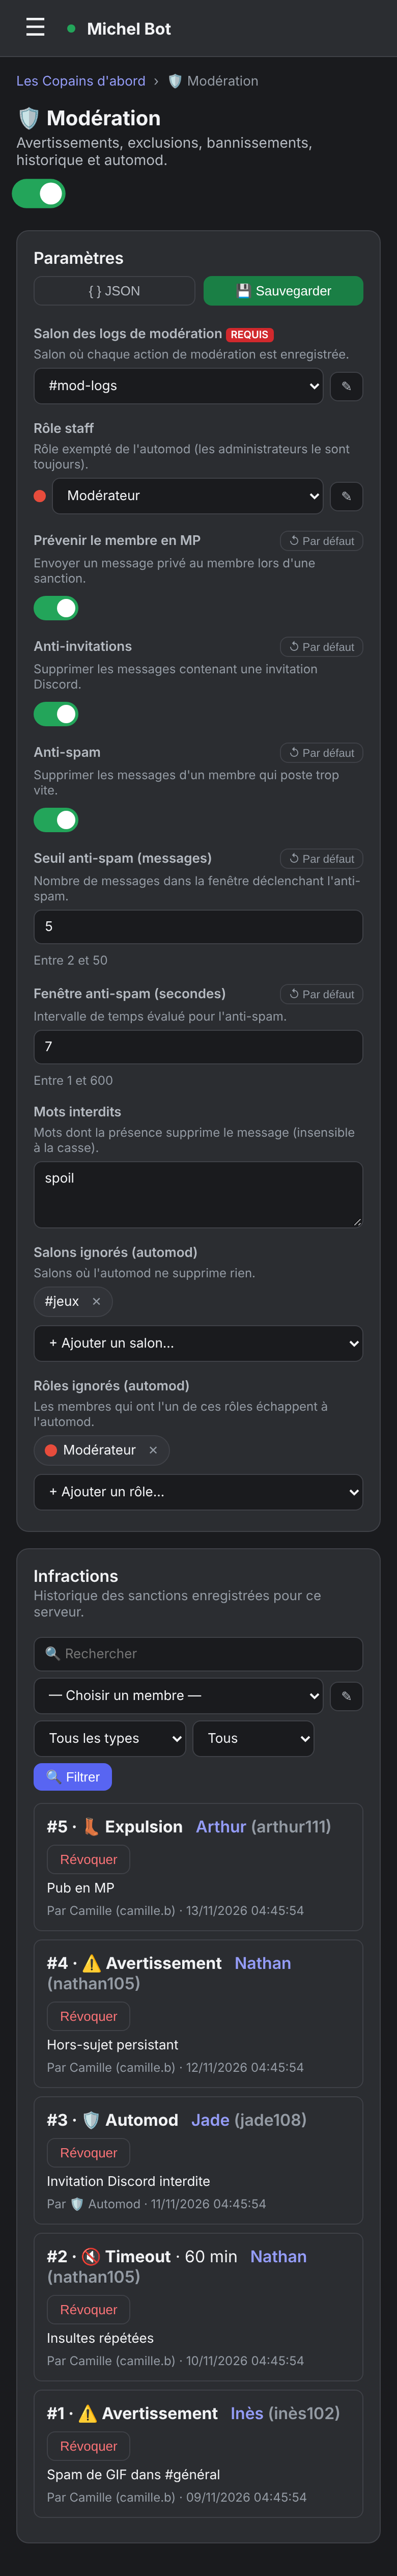 ☰ Michel Bot
Les Copains d'abord › 🛡️ Modération
🛡️ Modération
Avertissements, exclusions, bannissements,
historique et automod.
Paramètres
{ } JSON
💾 Sauvegarder
Salon des logs de modération REQUIS
Salon où chaque action de modération est enregistrée.
#mod-logs
✎
Rôle staff
Rôle exempté de l'automod (les administrateurs le sont
toujours).
Modérateur
✎
Prévenir le membre en MP
↺ Par défaut
Envoyer un message privé au membre lors d'une
sanction.
Anti-invitations
↺ Par défaut
Supprimer les messages contenant une invitation
Discord.
Anti-spam
↺ Par défaut
Supprimer les messages d'un membre qui poste trop
vite.
Seuil anti-spam (messages)
↺ Par défaut
Nombre de messages dans la fenêtre déclenchant l'anti-
spam.
5
Entre 2 et 50
Fenêtre anti-spam (secondes)
↺ Par défaut
Intervalle de temps évalué pour l'anti-spam.
7
Entre 1 et 600
Mots interdits
Mots dont la présence supprime le message (insensible
à la casse).
spoil
Salons ignorés (automod)
Salons où l'automod ne supprime rien.
#jeux ✕
+ Ajouter un salon...
Rôles ignorés (automod)
Les membres qui ont l'un de ces rôles échappent à
l'automod.
Modérateur ✕
+ Ajouter un rôle...
Infractions
Historique des sanctions enregistrées pour ce
serveur.
🔍 Rechercher
— Choisir un membre —
✎
Tous les types
Tous
🔍 Filtrer
#5 · 👢 Expulsion Arthur (arthur111)
Révoquer
Pub en MP
Par Camille (camille.b) · 13/11/2026 04:45:54
#4 · ⚠️ Avertissement Nathan
(nathan105)
Révoquer
Hors-sujet persistant
Par Camille (camille.b) · 12/11/2026 04:45:54
#3 · 🛡️ Automod Jade (jade108)
Révoquer
Invitation Discord interdite
Par 🛡️ Automod · 11/11/2026 04:45:54
#2 · 🔇 Timeout · 60 min Nathan
(nathan105)
Révoquer
Insultes répétées
Par Camille (camille.b) · 10/11/2026 04:45:54
#1 · ⚠️ Avertissement Inès (inès102)
Révoquer
Spam de GIF dans #général
Par Camille (camille.b) · 09/11/2026 04:45:54